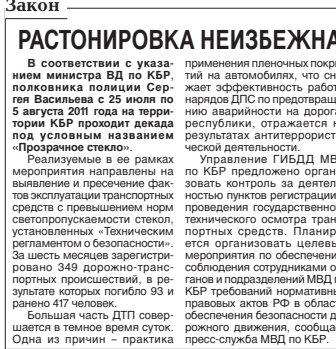 Закон
РАСТОНИРОВКА НЕИЗБЕЖНА
В соответствии с указа-
нием министра ВД по КБР,
полковника полиции Сер-
гея Васильева с 25 июля по
5 августа 2011 года на терри-
тории КБР проходит декада
под условным названием
«Прозрачное стекло».
Реализуемые в ее рамках
мероприятия направлены на
выявление и пресечение фак-
тов эксплуатации транспортных
средств с превышением норм
светопропускаемости стекол,
установленных «Техническим
регламентом о безопасности».
За шесть месяцев зарегистри-
ровано 349 дорожно-транс-
портных происшествий, в ре-
зультате которых погибло 93 и
ранено 417 человек.
Большая часть ДТП совер-
шается в темное время суток.
Одна из причин – практика
применения пленочных покры
тий на автомобилях, что сн
жает эффективность работ
нарядов ДПС по предотвращ
нию аварийности на дорога
республики, отражается н
результатах антитеррорист
ческой деятельности.
Управление ГИБДД МВ
по КБР предложено орган
зовать контроль за деятел
ностью пунктов регистраци
проведения государственно
технического осмотра тран
портных средств. Планир
ется организовать целевы
мероприятия по обеспечени
соблюдения сотрудниками о
ганов и подразделений МВД п
КБР требований нормативны
правовых актов РФ в област
обеспечения безопасности д
рожного движения, сообща
пресс-служба МВД по КБР.